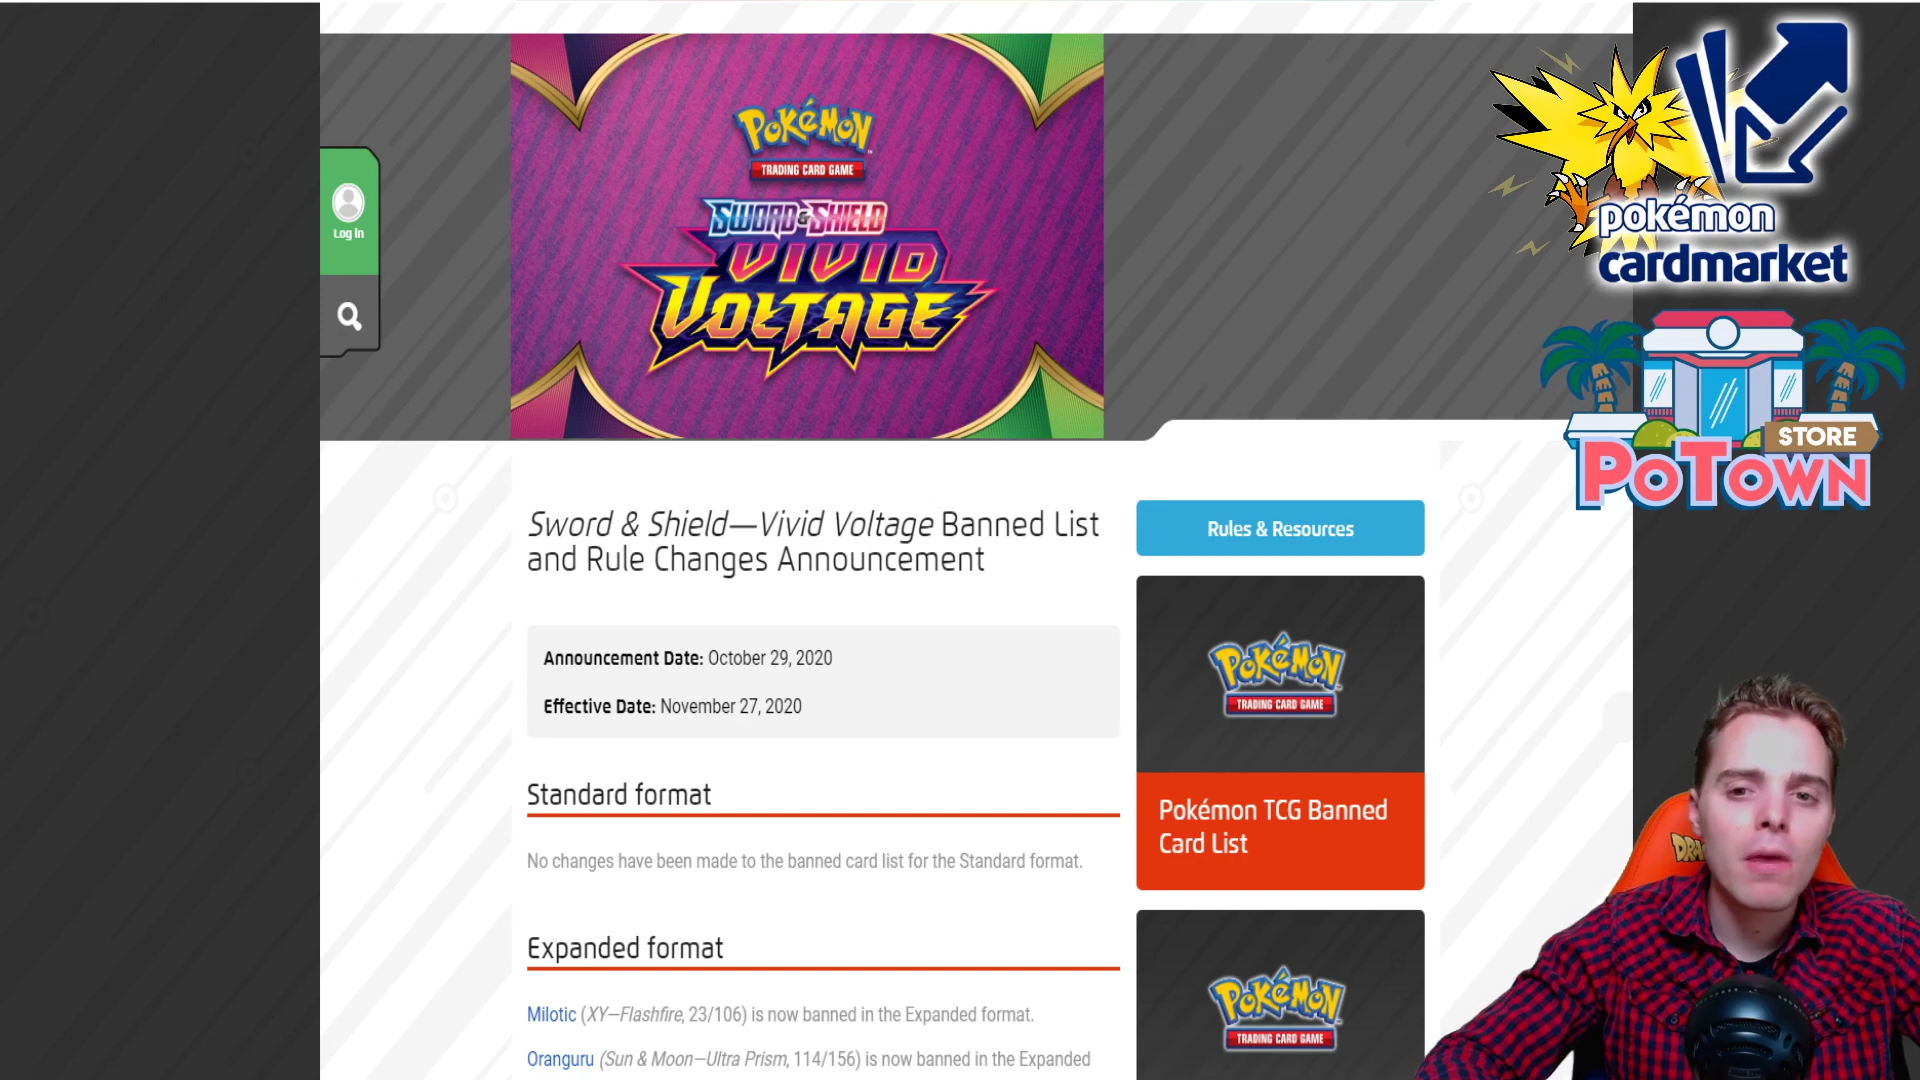 POKéMON
TRADING CARD GAME
SWORD & SHIELD
VIVID
VOLTAGE
pokémon
cardmarket
STORE
POTOWN
Log in
Sword & Shield—Vivid Voltage Banned List
and Rule Changes Announcement
Announcement Date: October 29, 2020
Effective Date: November 27, 2020
Standard format
No changes have been made to the banned card list for the Standard format.
Expanded format
Milotic (XY—Flashfire, 23/106) is now banned in the Expanded format.
Oranguru (Sun & Moon—Ultra Prism, 114/156) is now banned in the Expanded
Rules & Resources
POKéMON
TRADING CARD GAME
Pokémon TCG Banned
Card List
POKéMON
TRADING CARD GAME